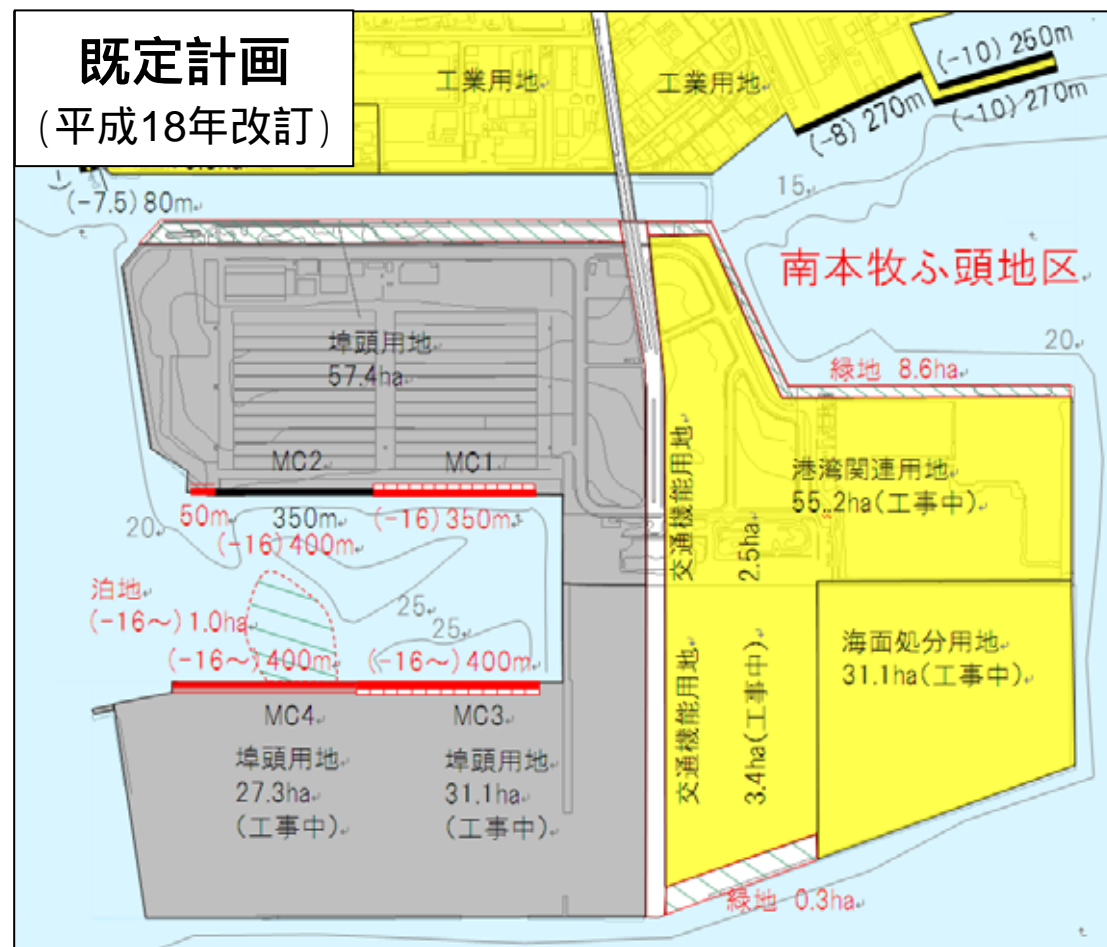 既定計画
(平成18年改訂)
工業用地
工業用地
(-10) 260m
(-10) 270m
(-8) 270m
(-7.5) 80m
15
南本牧ふ頭地区
20
緑地 8.6ha
埠頭用地
57.4ha
MC2
MC1
50m
350m
(-16) 350m
(-16) 400m
20
交通機能用地
2.5ha
港湾関連用地
55.2ha(工事中)
泊地
(-16~) 1.0ha
25
25
(-16~) 400m
(-16~) 400m
MC4
MC3
埠頭用地
27.3ha
(工事中)
埠頭用地
31.1ha
(工事中)
交通機能用地
3.4ha(工事中)
海面処分用地
31.1ha(工事中)
緑地 0.3ha